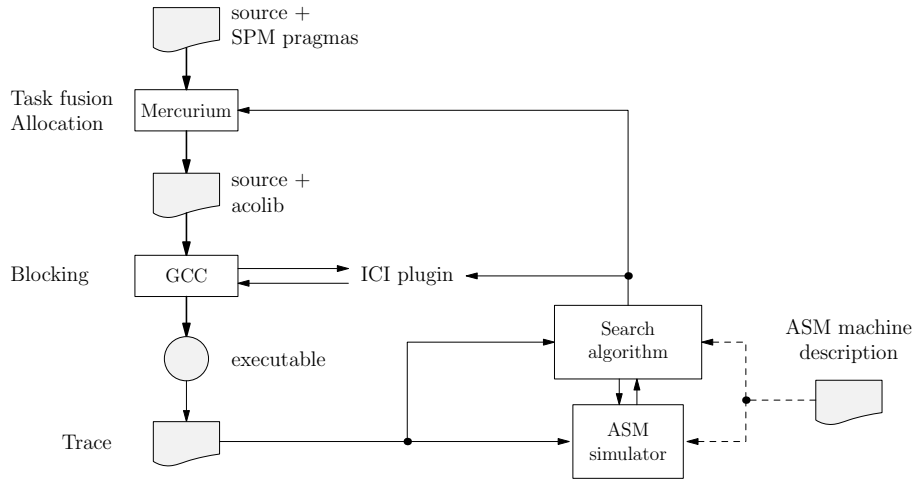 source +
SPM pragmas
Task fusion
Allocation
Mercurium
source +
acolib
Blocking
GCC
ICI plugin
Search
algorithm
ASM machine
description
executable
Trace
ASM
simulator